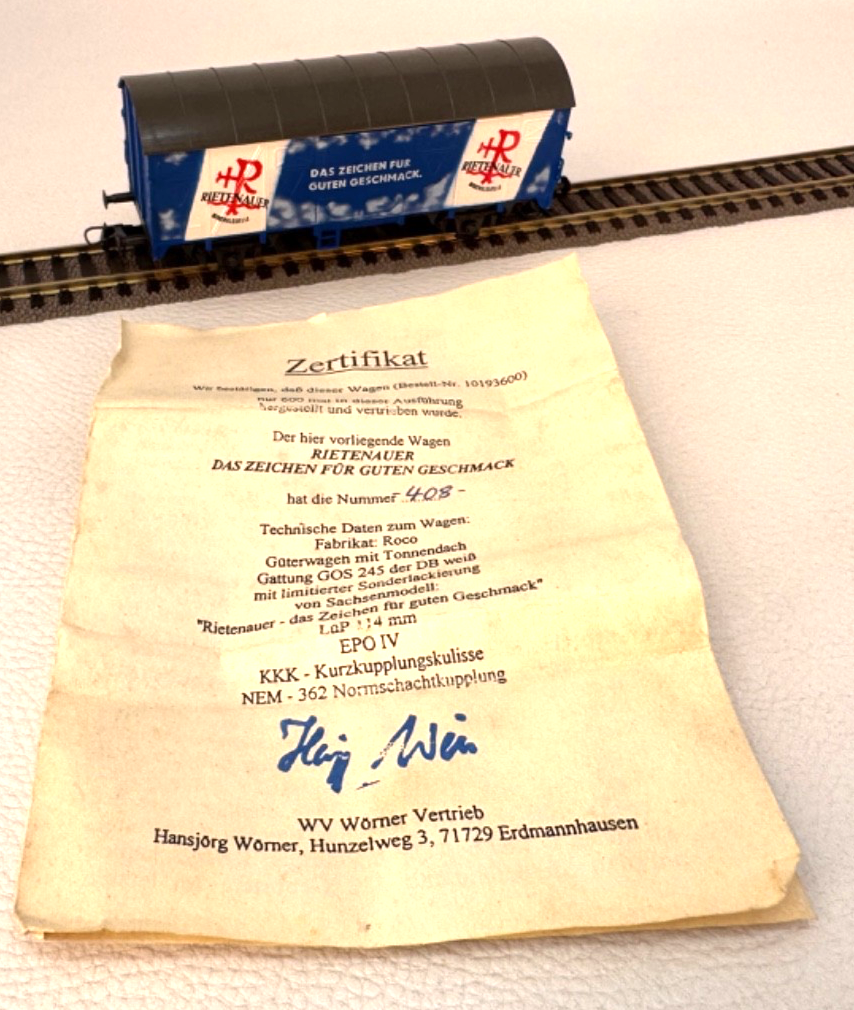 R
RIETENAUER
DAS ZEICHEN FÜR
GUTEN GESCHMACK.
R
RIETENAUER
Zertifikat
Wir bestätigen, daß dieser Wagen (Bestell-Nr. 10193600)
nur 600 mal in dieser Ausführung
hergestellt und vertrieben wurde.
Der hier vorliegende Wagen
RIETENAUER
DAS ZEICHEN FÜR GUTEN GESCHMACK
hat die Nummer 408 -
Technische Daten zum Wagen:
Fabrikat: Roco
Güterwagen mit Tonnendach
Gattung GOS 245 der DB weiß
mit limitierter Sonderlackierung
von Sachsenmodell:
"Rietenauer - das Zeichen für guten Geschmack"
LüP 114 mm
EPO IV
KKK - Kurzkupplungskulisse
NEM - 362 Normschachtkupplung
WV Wörner Vertrieb
Hansjörg Wörner, Hunzelweg 3, 71729 Erdmannhausen